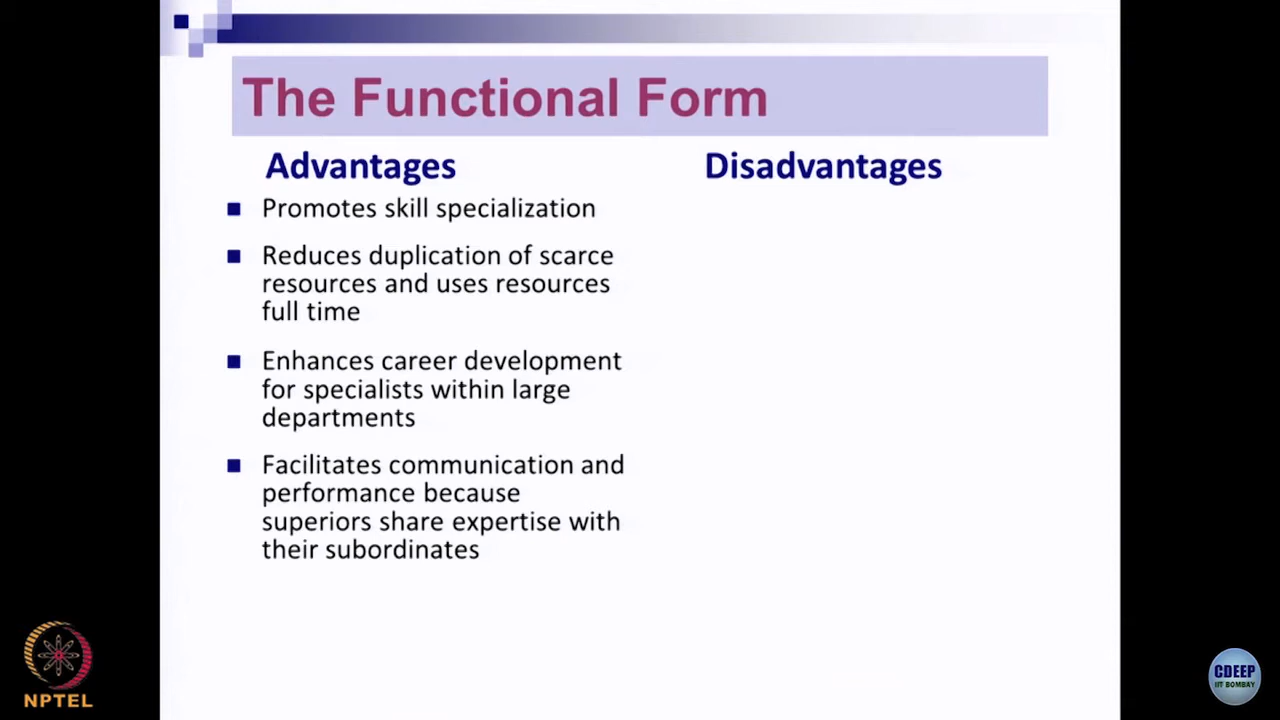 The Functional Form
Advantages
Disadvantages
Promotes skill specialization
Reduces duplication of scarce
resources and uses resources
full time
Enhances career development
for specialists within large
departments
Facilitates communication and
performance because
superiors share expertise with
their subordinates
NPTEL
CDEEP
IIT BOMBAY